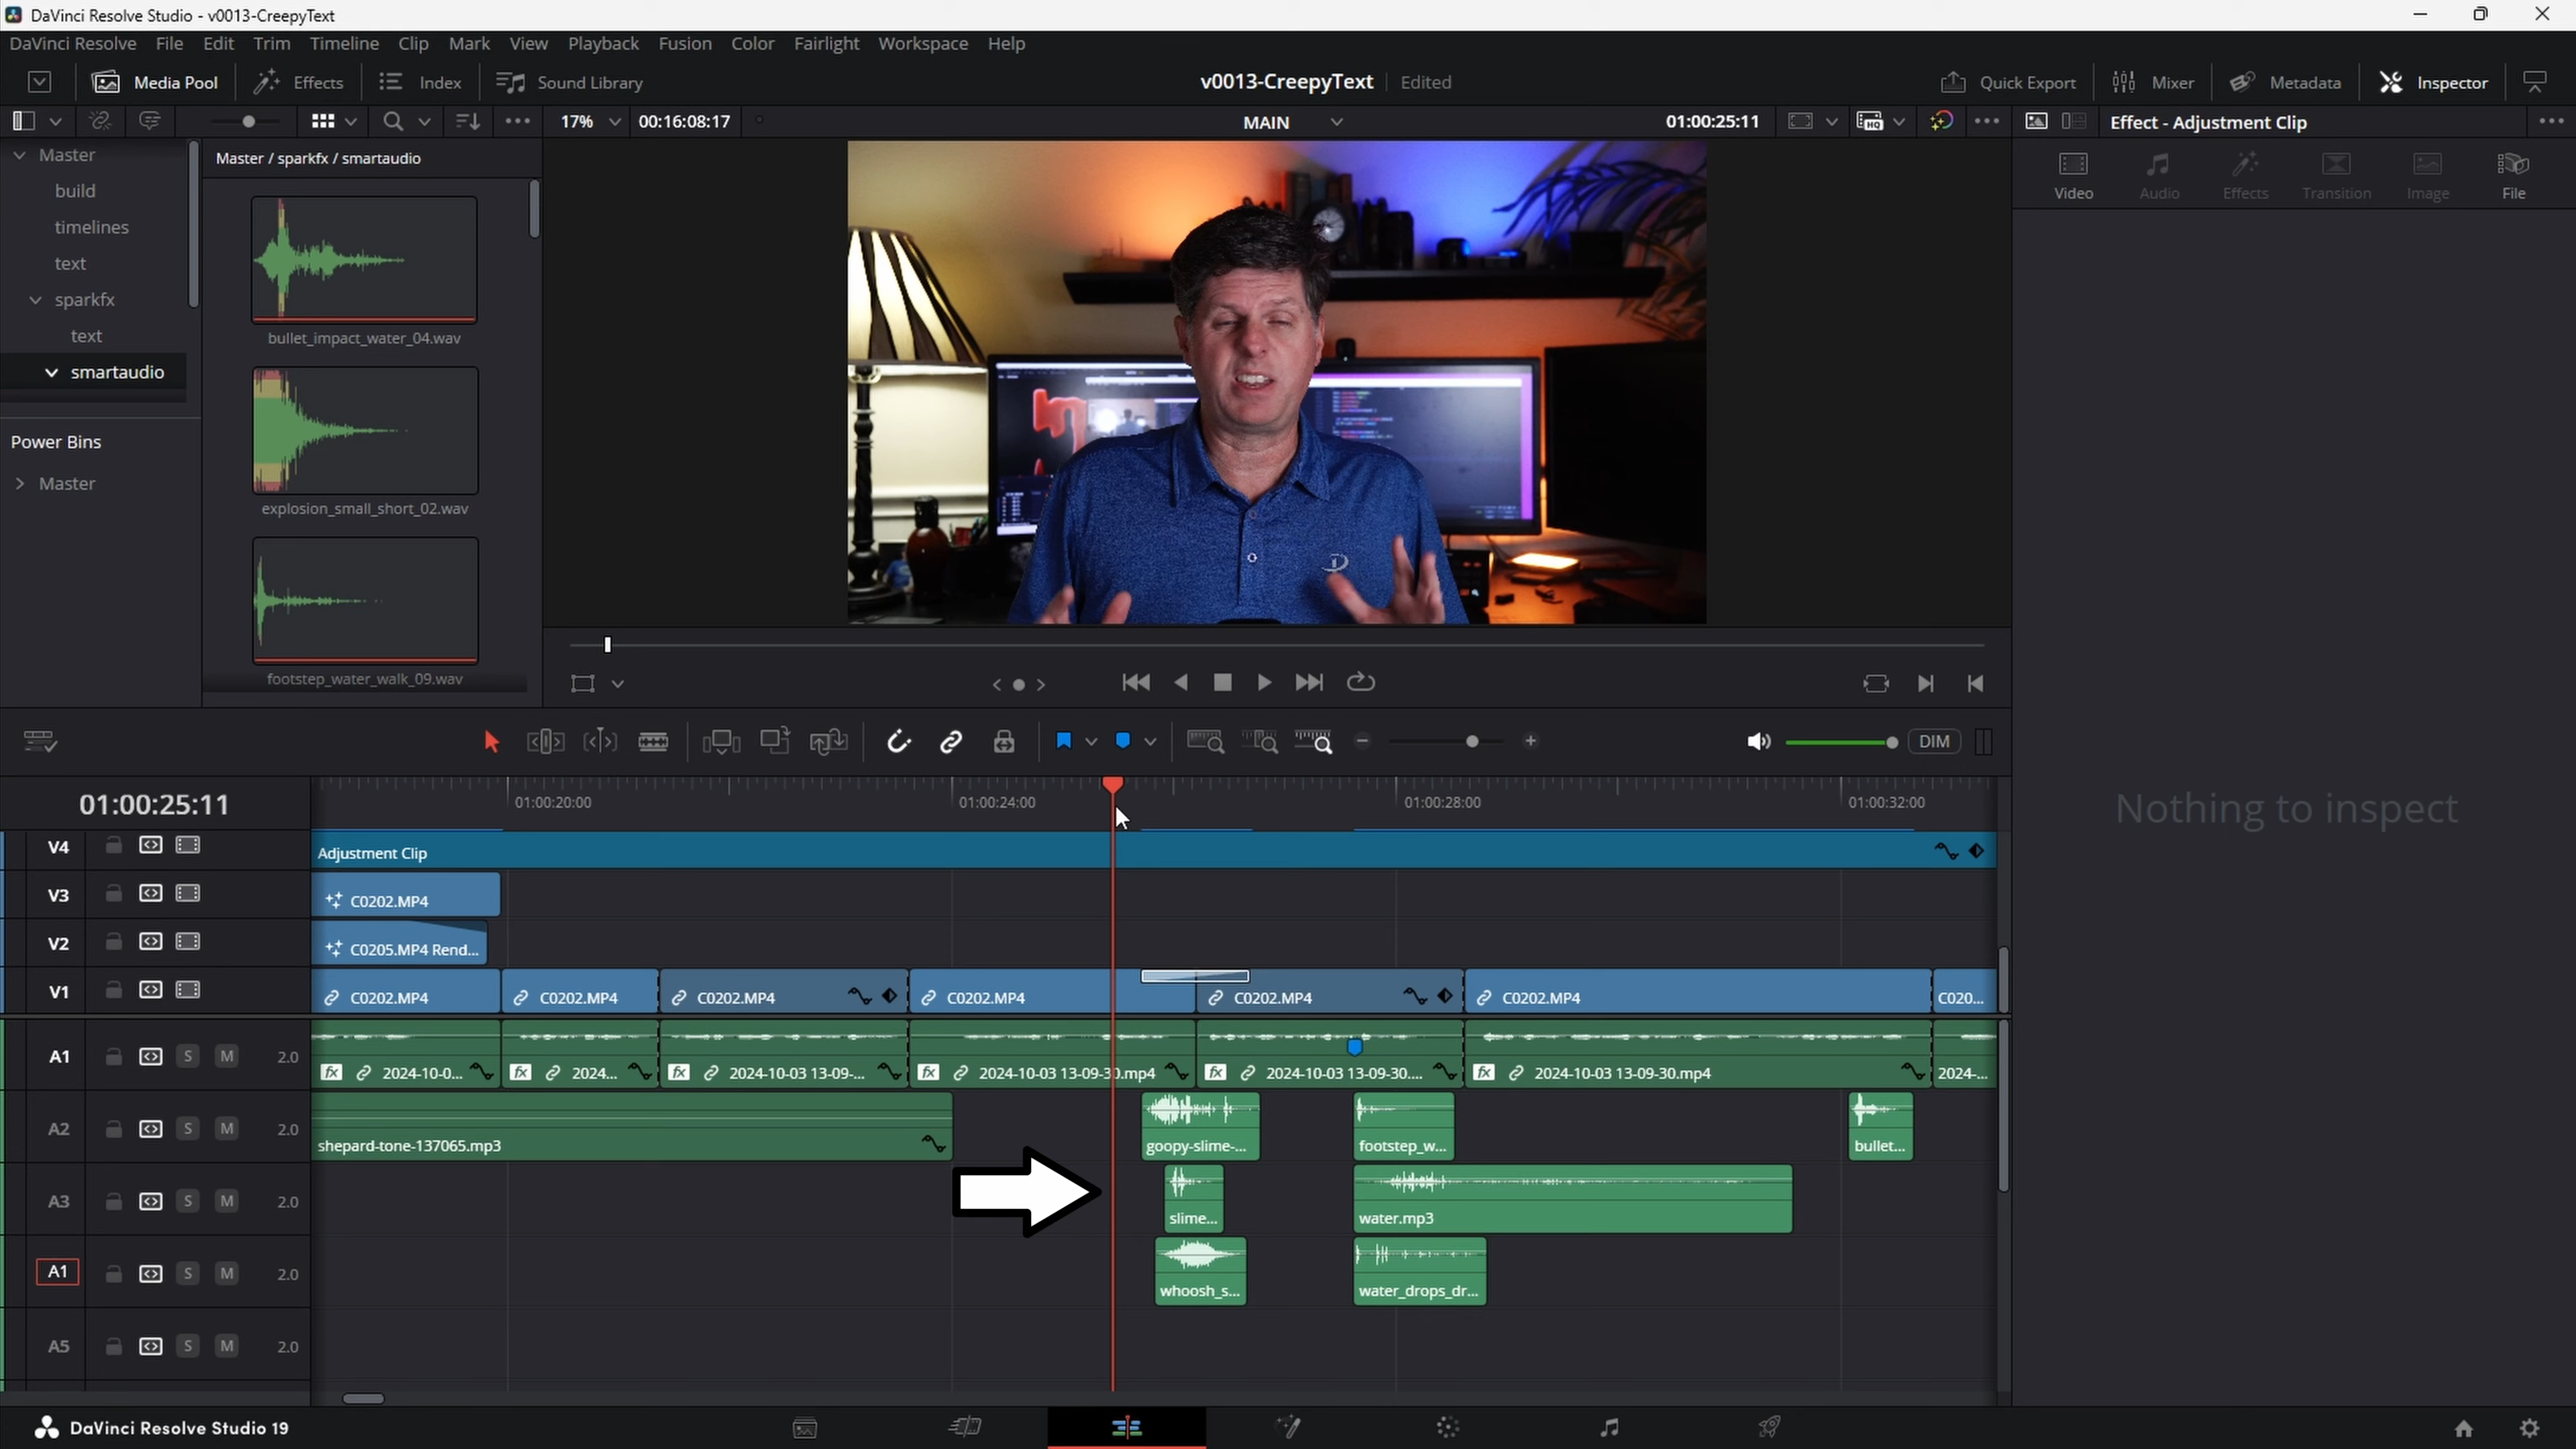 DaVinci Resolve Studio - v0013-CreepyText
DaVinci Resolve File Edit Trim Timeline Clip Mark View Playback Fusion Color Fairlight Workspace Help
Media Pool Effects Index Sound Library v0013-CreepyText Edited Quick Export Mixer Metadata Inspector
17% 00:16:08:17 MAIN 01:00:25:11 Effect - Adjustment Clip
Master
build
timelines
text
sparkfx
text
smartaudio
Power Bins
Master
Master / sparkfx / smartaudio
bullet_impact_water_04.wav
explosion_small_short_02.wav
footstep_water_walk_09.wav
Video Audio Effects Transition Image File
Nothing to inspect
DIM
01:00:25:11
01:00:20:00 01:00:24:00 01:00:28:00 01:00:32:00
V4 Adjustment Clip
V3 C0202.MP4
V2 C0205.MP4 Rend...
V1 C0202.MP4 C0202.MP4 C0202.MP4 C0202.MP4 C0202.MP4 C0202.MP4 C020...
A1 S M 2.0 fx 2024-10-0... fx 2024... fx 2024-10-03 13-09-... fx 2024-10-03 13-09-30.mp4 fx 2024-10-03 13-09-30.... fx 2024-10-03 13-09-30.mp4 2024-...
A2 S M 2.0 shepard-tone-137065.mp3 goopy-slime-... footstep_w... bullet...
A3 S M 2.0 slime... water.mp3
A1 S M 2.0 whoosh_s... water_drops_dr...
A5 S M 2.0
DaVinci Resolve Studio 19